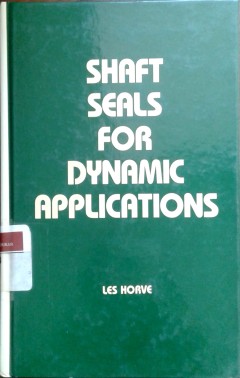 SHAFT
SEALS
FOR
DYNAMIC
APPLICATIONS
LES HORVE